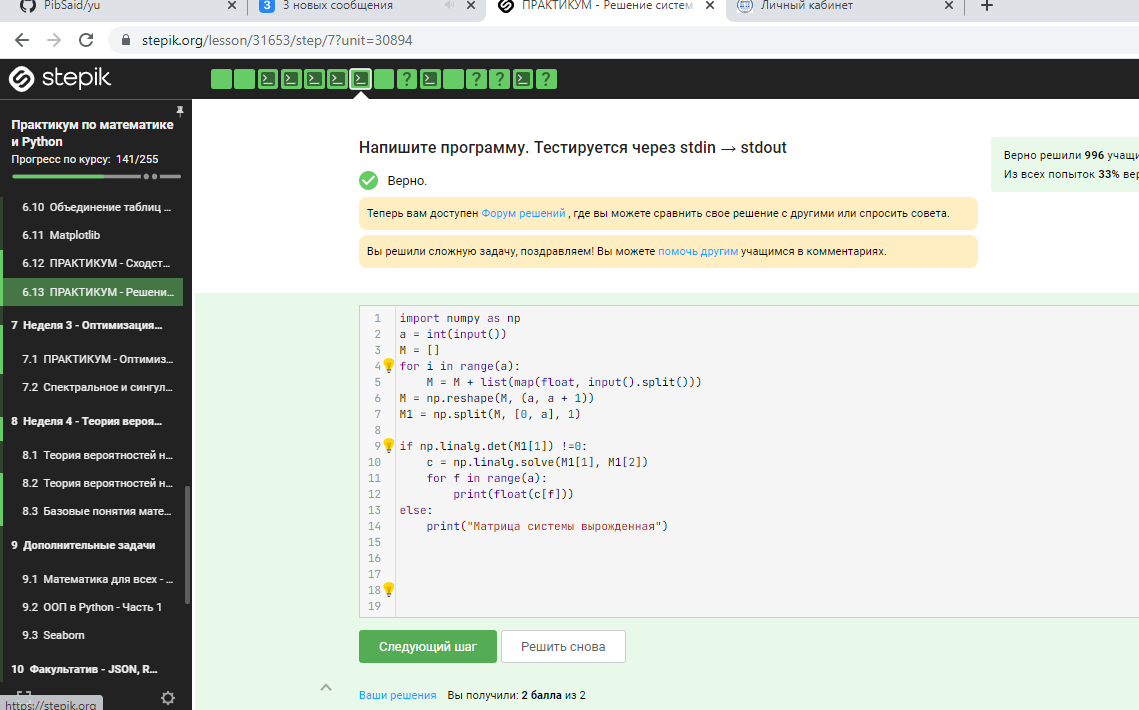 PibSaid/yu
3 3 новых сообщения
ПРАКТИКУМ - Решение систем
Личный кабинет
stepik.org/lesson/31653/step/7?unit=30894
stepik
Практикум по математике
и Python
Прогресс по курсу: 141/255
6.10 Объединение таблиц ...
6.11 Matplotlib
6.12 ПРАКТИКУМ - Сходст...
6.13 ПРАКТИКУМ - Решени...
7 Неделя 3 - Оптимизация...
7.1 ПРАКТИКУМ - Оптимиз...
7.2 Спектральное и сингул...
8 Неделя 4 - Теория вероя...
8.1 Теория вероятностей н...
8.2 Теория вероятностей н...
8.3 Базовые понятия мате...
9 Дополнительные задачи
9.1 Математика для всех - ...
9.2 ООП в Python - Часть 1
9.3 Seaborn
10 Факультатив - JSON, R...
https://stepik.org
Напишите программу. Тестируется через stdin → stdout
Верно.
Верно решили 996 учащи
Из всех попыток 33% вер
Теперь вам доступен Форум решений , где вы можете сравнить свое решение с другими или спросить совета.
Вы решили сложную задачу, поздравляем! Вы можете помочь другим учащимся в комментариях.
1 import numpy as np
2 a = int(input())
3 M = []
4 for i in range(a):
5     M = M + list(map(float, input().split()))
6 M = np.reshape(M, (a, a + 1))
7 M1 = np.split(M, [0, a], 1)
8
9 if np.linalg.det(M1[1]) !=0:
10     c = np.linalg.solve(M1[1], M1[2])
11     for f in range(a):
12         print(float(c[f]))
13 else:
14     print("Матрица системы вырожденная")
15
16
17
18
19
Следующий шаг
Решить снова
Ваши решения Вы получили: 2 балла из 2